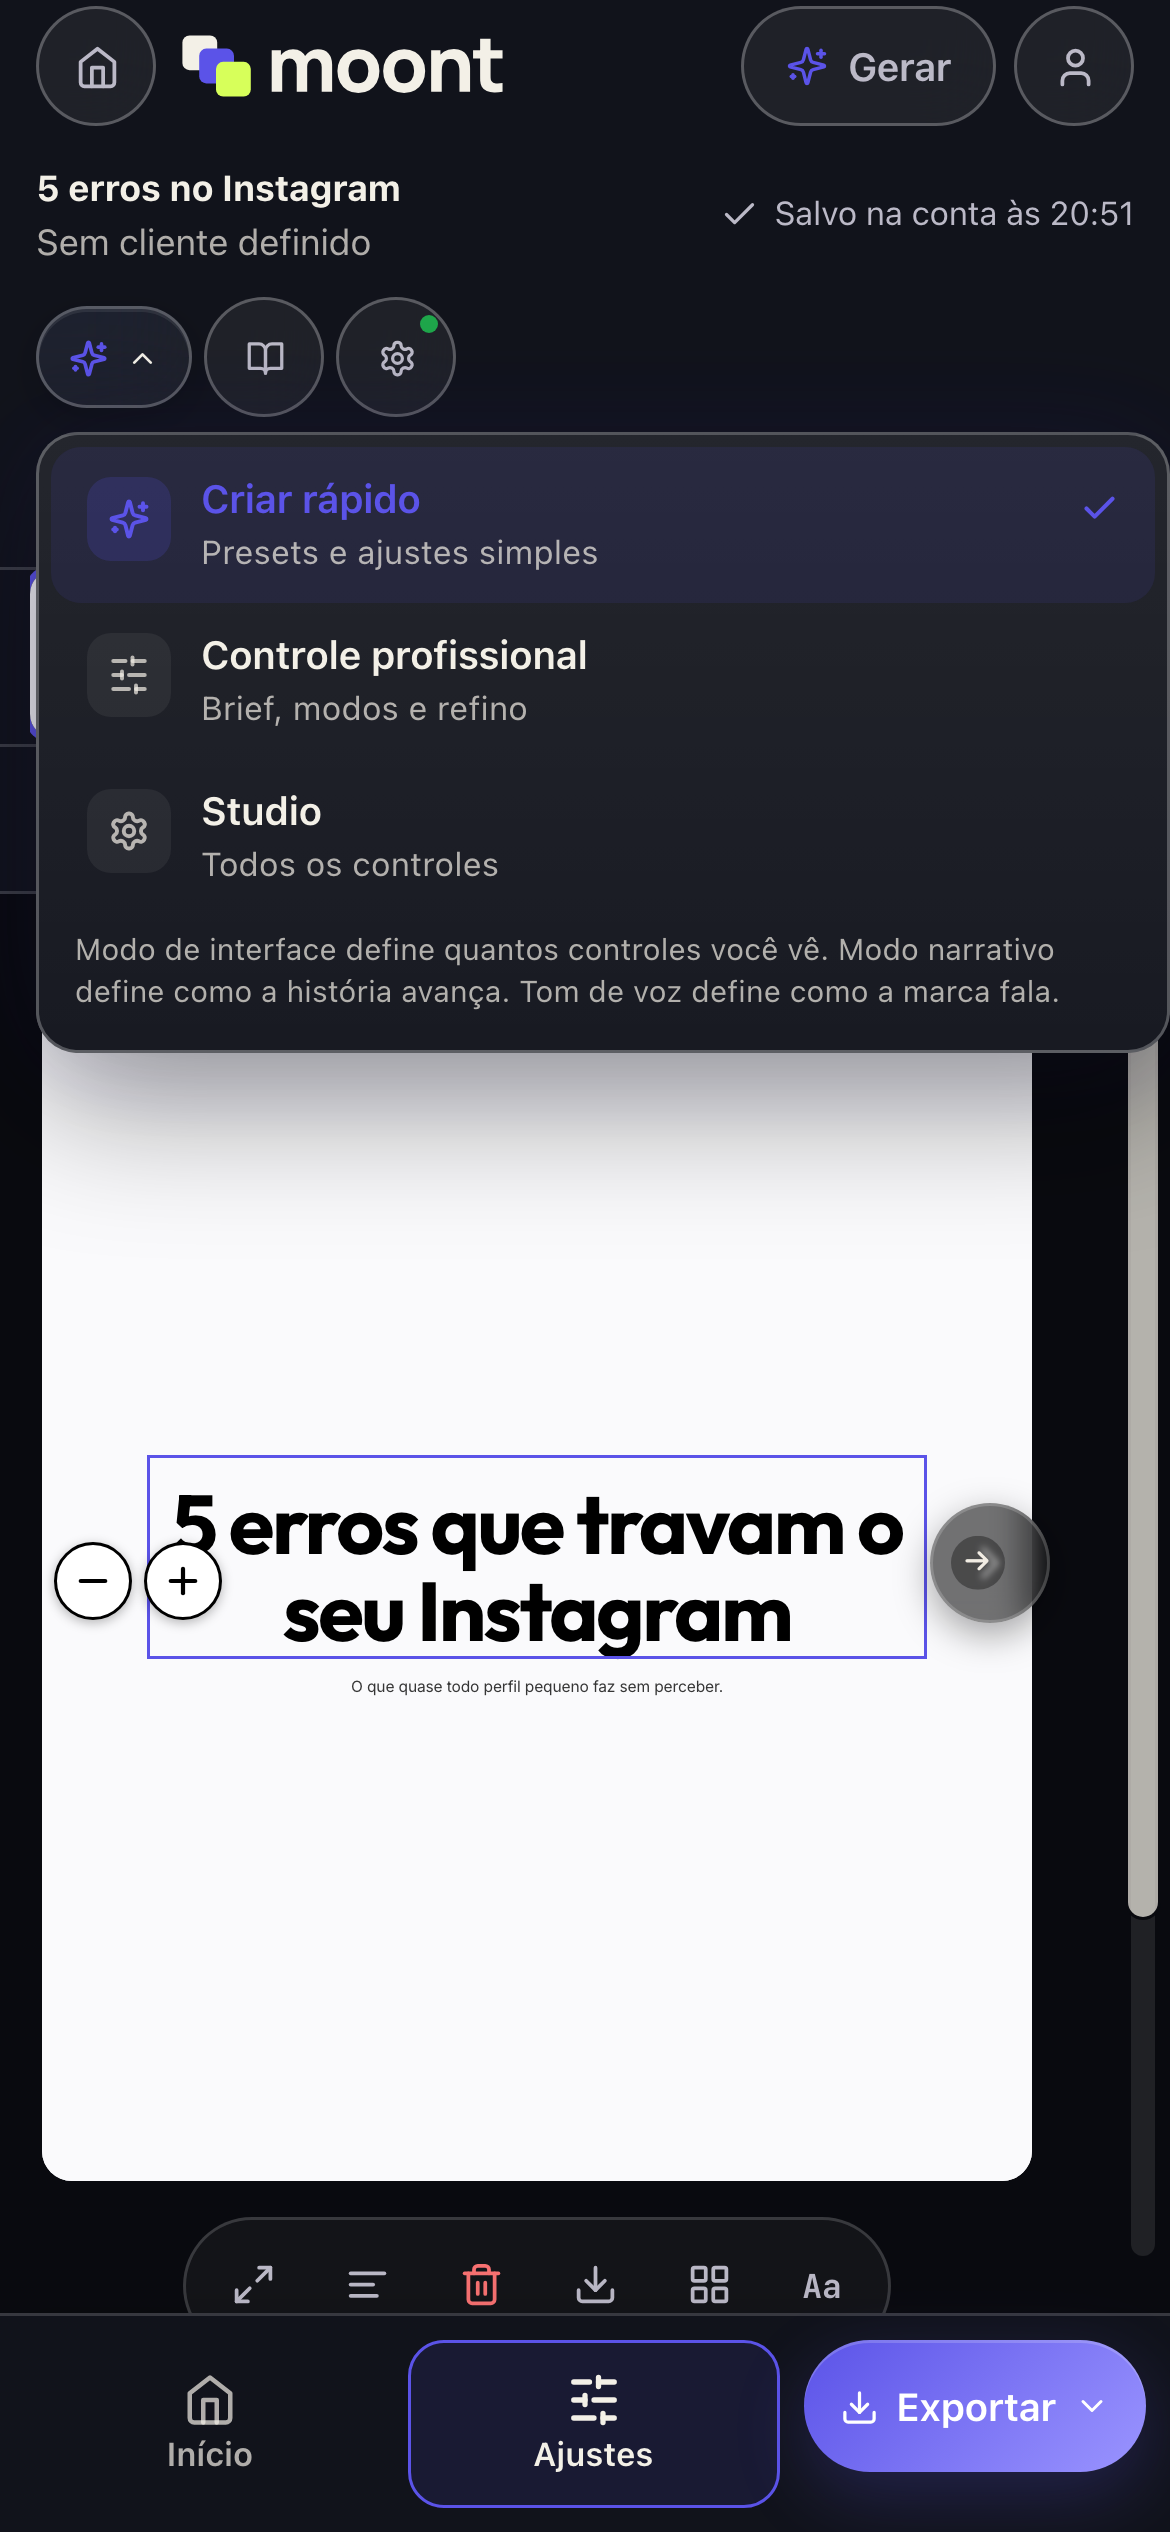 moont
Gerar
5 erros no Instagram
Sem cliente definido
Salvo na conta às 20:51
Criar rápido
Presets e ajustes simples
Controle profissional
Brief, modos e refino
Studio
Todos os controles
Modo de interface define quantos controles você vê. Modo narrativo
define como a história avança. Tom de voz define como a marca fala.
5 erros que travam o
seu Instagram
O que quase todo perfil pequeno faz sem perceber.
Aa
Início
Ajustes
Exportar